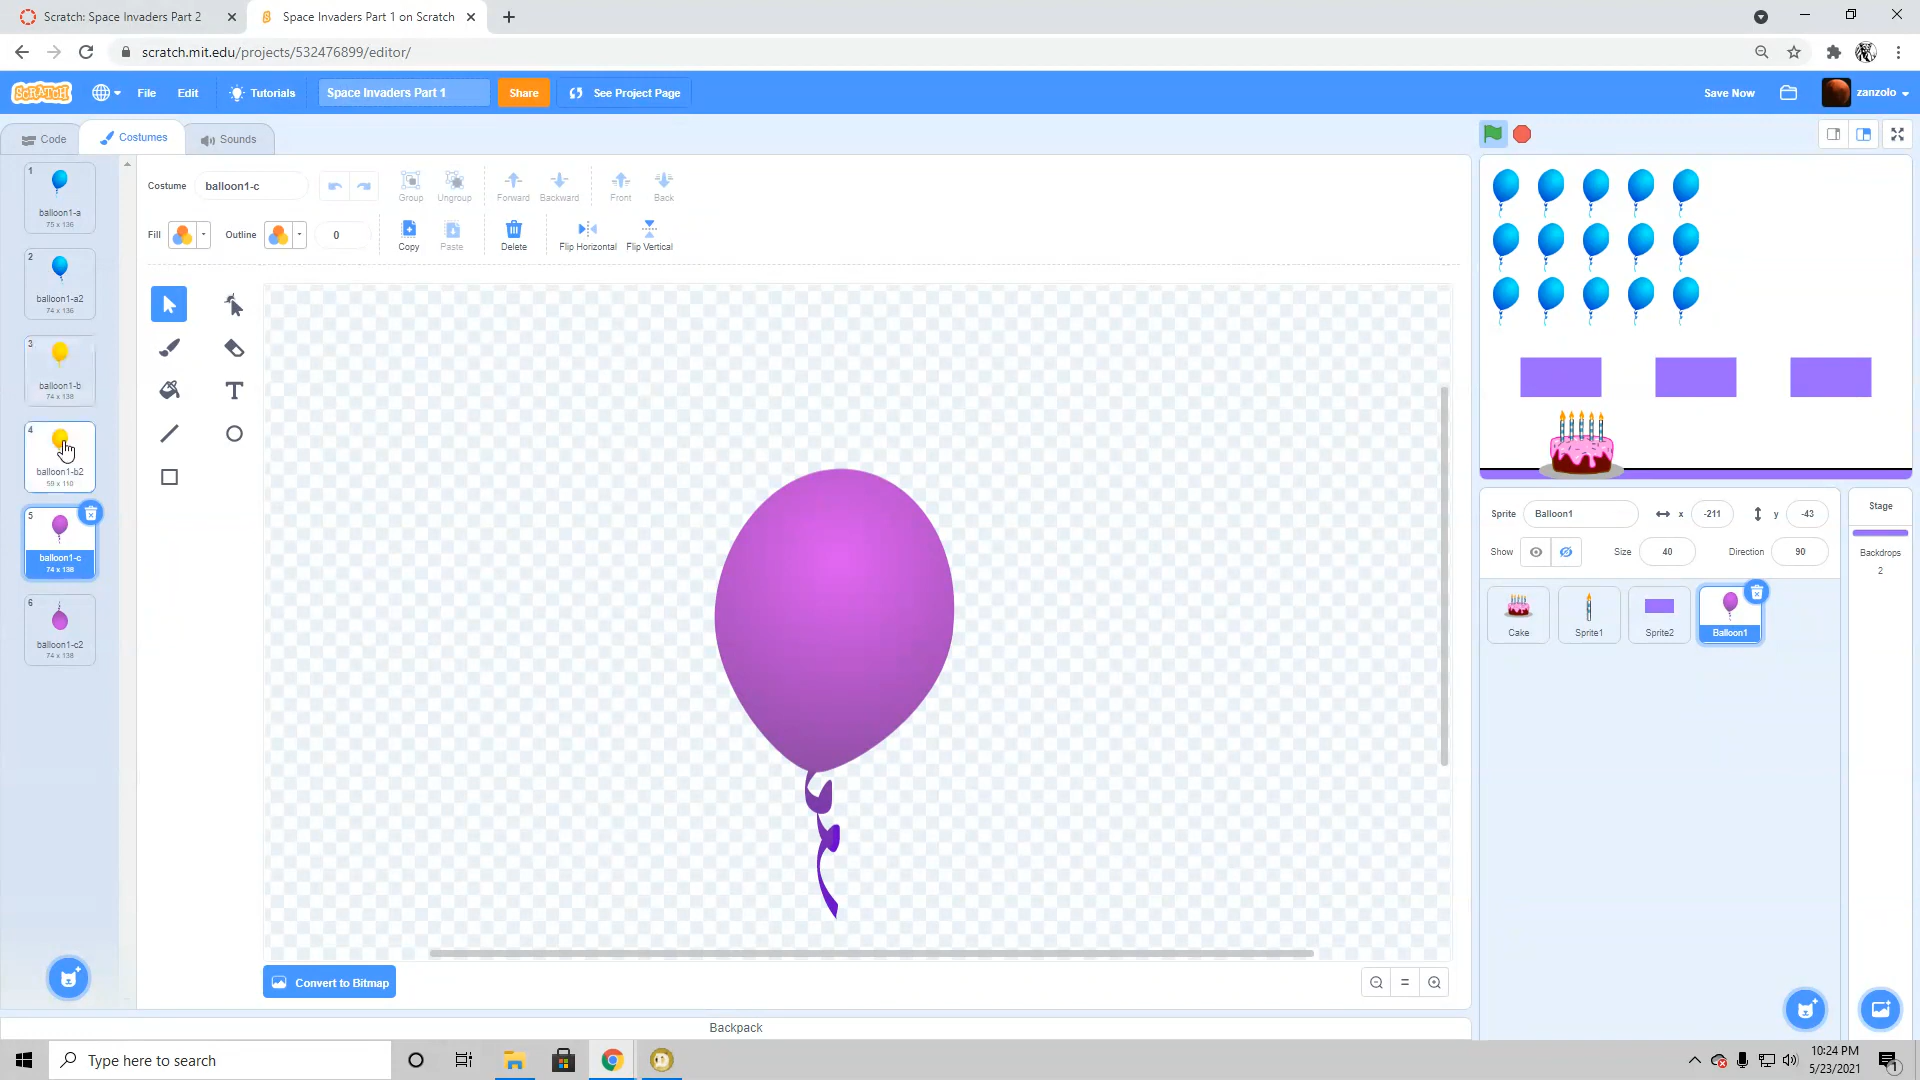 Scratch: Space Invaders Part 2
Space Invaders Part 1 on Scratch
scratch.mit.edu/projects/532476899/editor/
SCRATCH
File
Edit
Tutorials
Space Invaders Part 1
Share
See Project Page
Save Now
zanzolo
Code
Costumes
Sounds
1
balloon1-a
75 x 136
2
balloon1-a2
74 x 136
3
balloon1-b
74 x 138
4
balloon1-b2
59 x 110
5
balloon1-c
74 x 138
6
balloon1-c2
74 x 138
Costume
balloon1-c
Group
Ungroup
Forward
Backward
Front
Back
Fill
Outline
0
Copy
Paste
Delete
Flip Horizontal
Flip Vertical
T
Convert to Bitmap
Backpack
Sprite
Balloon1
x
-211
y
-43
Show
Size
40
Direction
90
Cake
Sprite1
Sprite2
Balloon1
Stage
Backdrops
2
Type here to search
10:24 PM
5/23/2021
1